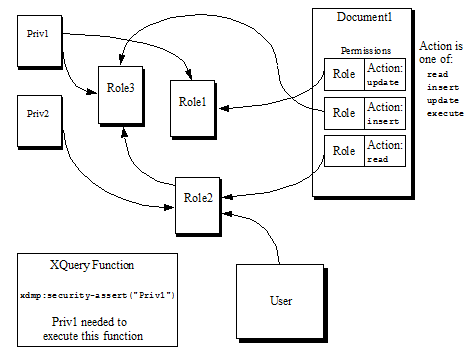 Priv1
Priv2
Role3
Role1
Role2
Document1
Permissions
Role
Action:
update
Role
Action:
insert
Role
Action:
read
Action is
one of:
read
insert
update
execute
XQuery Function
xdmp:security-assert("Priv1")
Priv1 needed to
execute this function
User